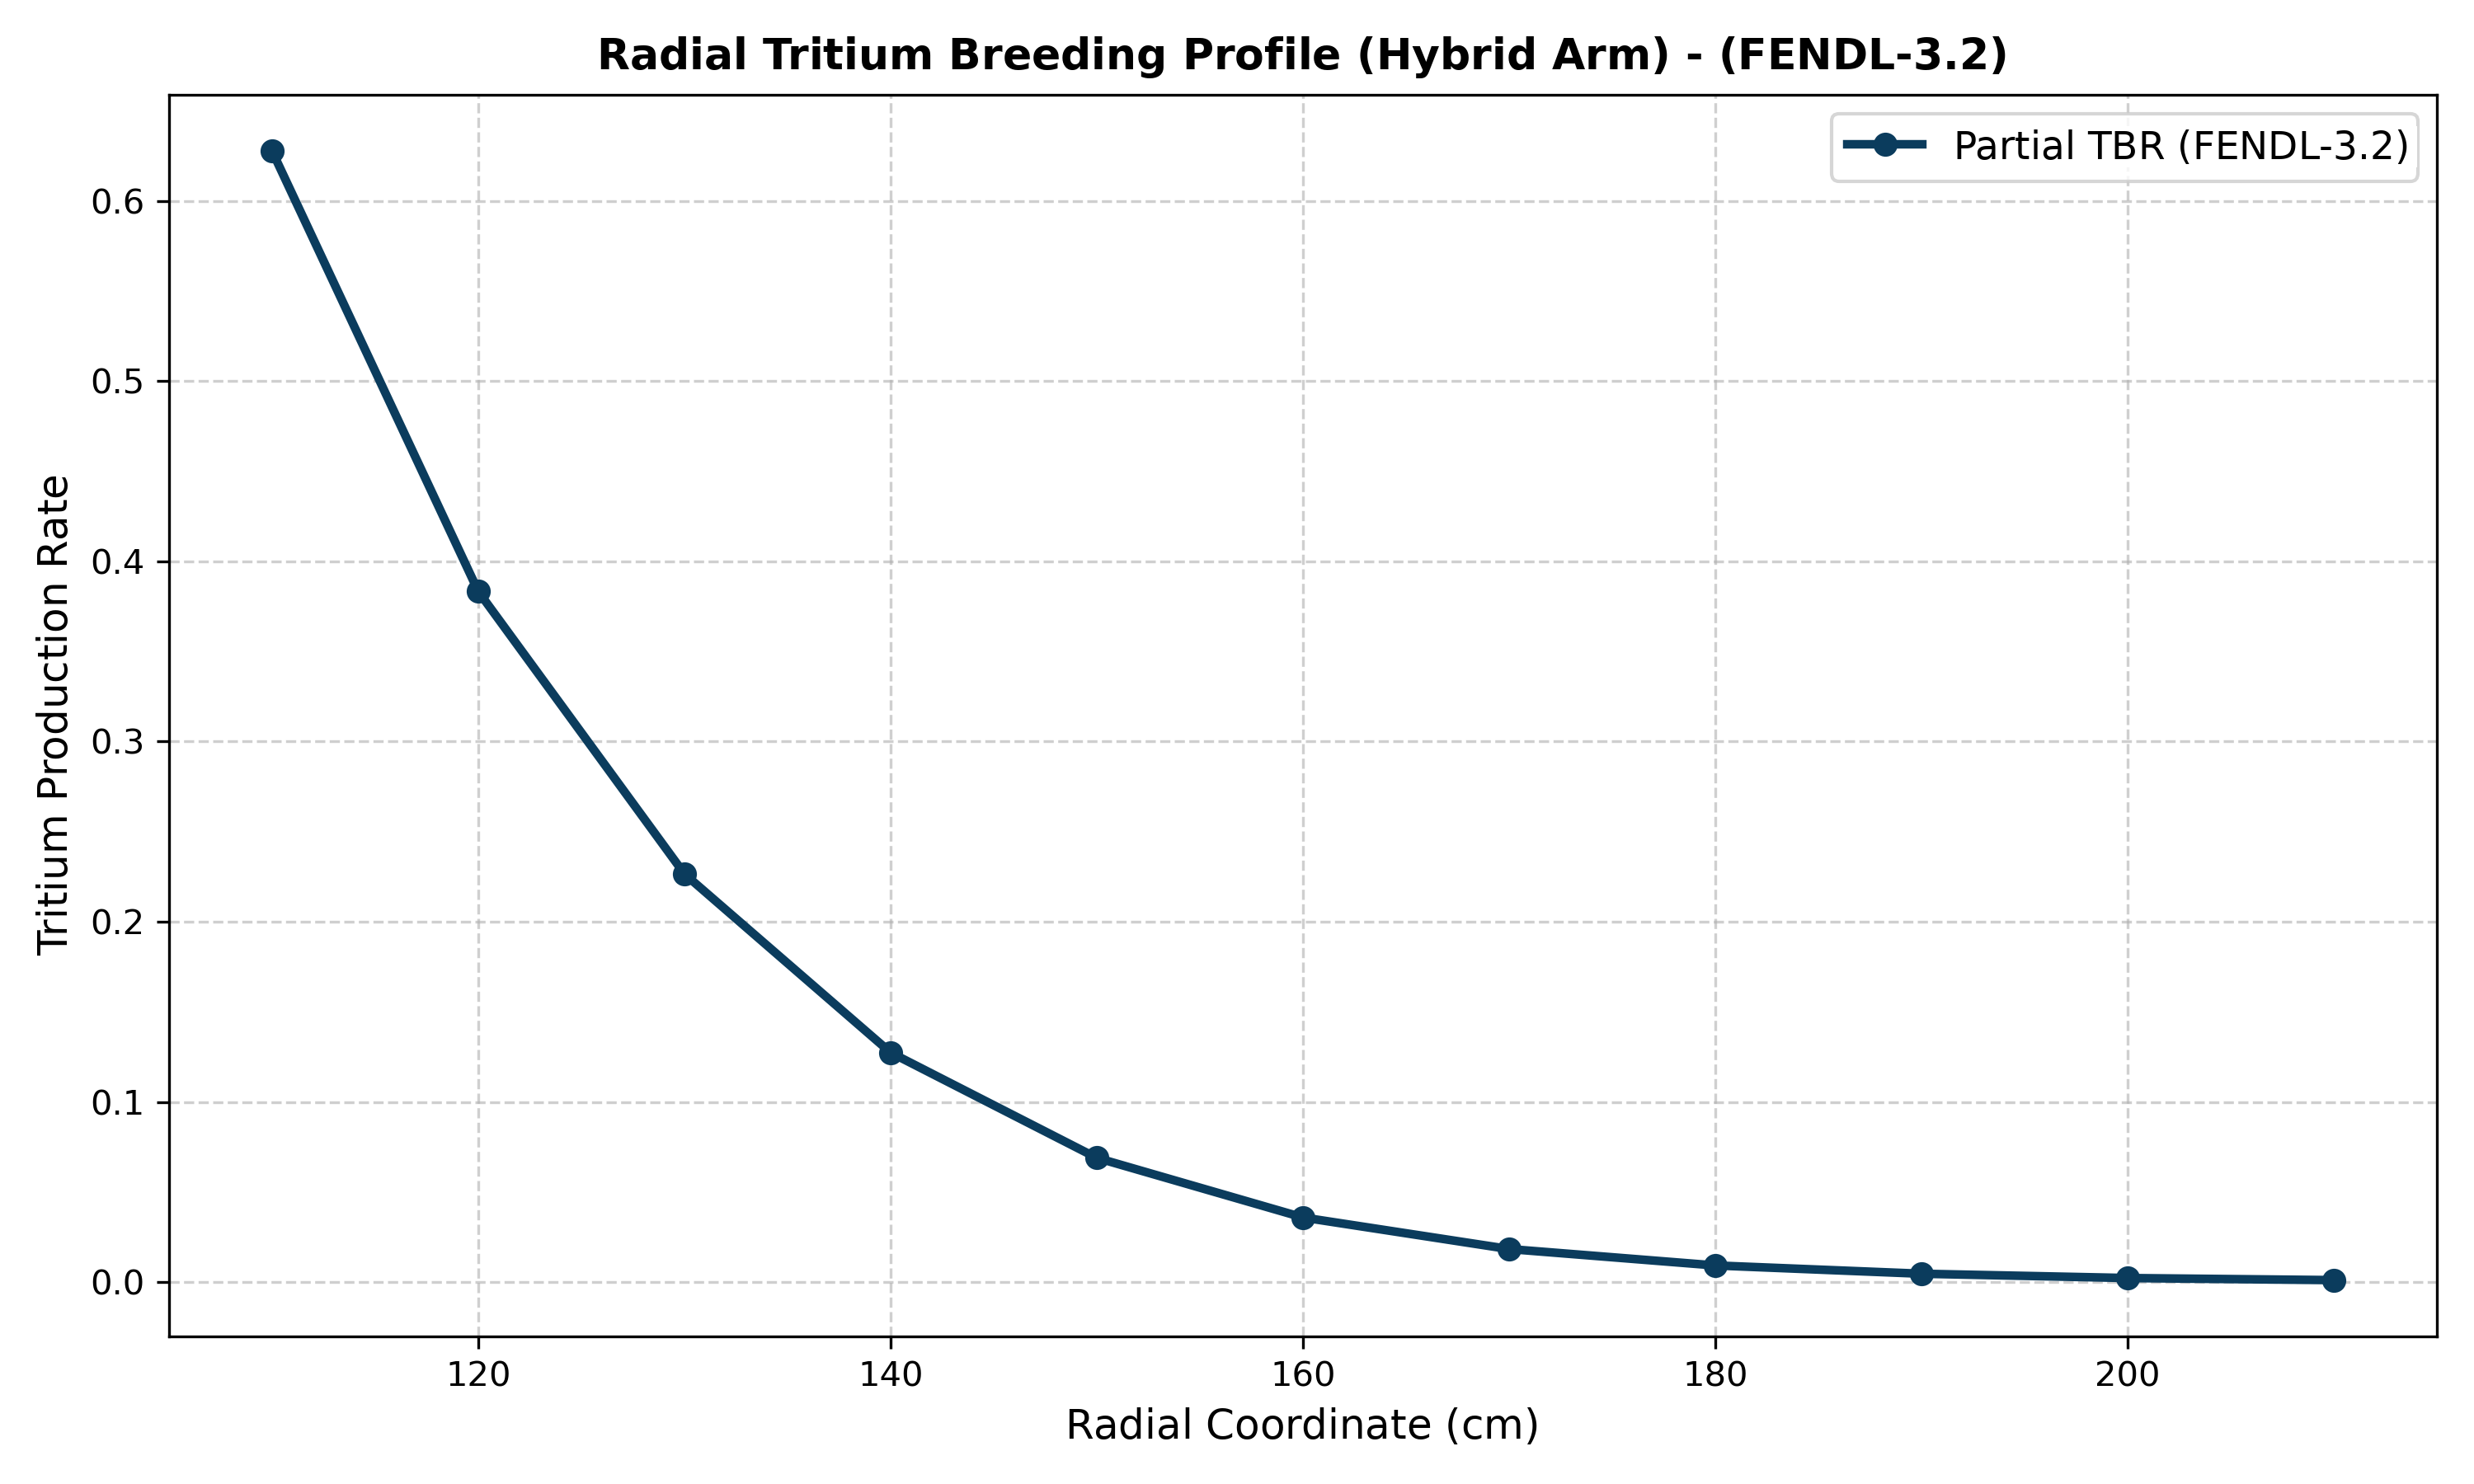 Radial Tritium Breeding Profile (Hybrid Arm) - (FENDL-3.2)
Partial TBR (FENDL-3.2)
Tritium Production Rate
0.6
0.5
0.4
0.3
0.2
0.1
0.0
120 140 160 180 200
Radial Coordinate (cm)